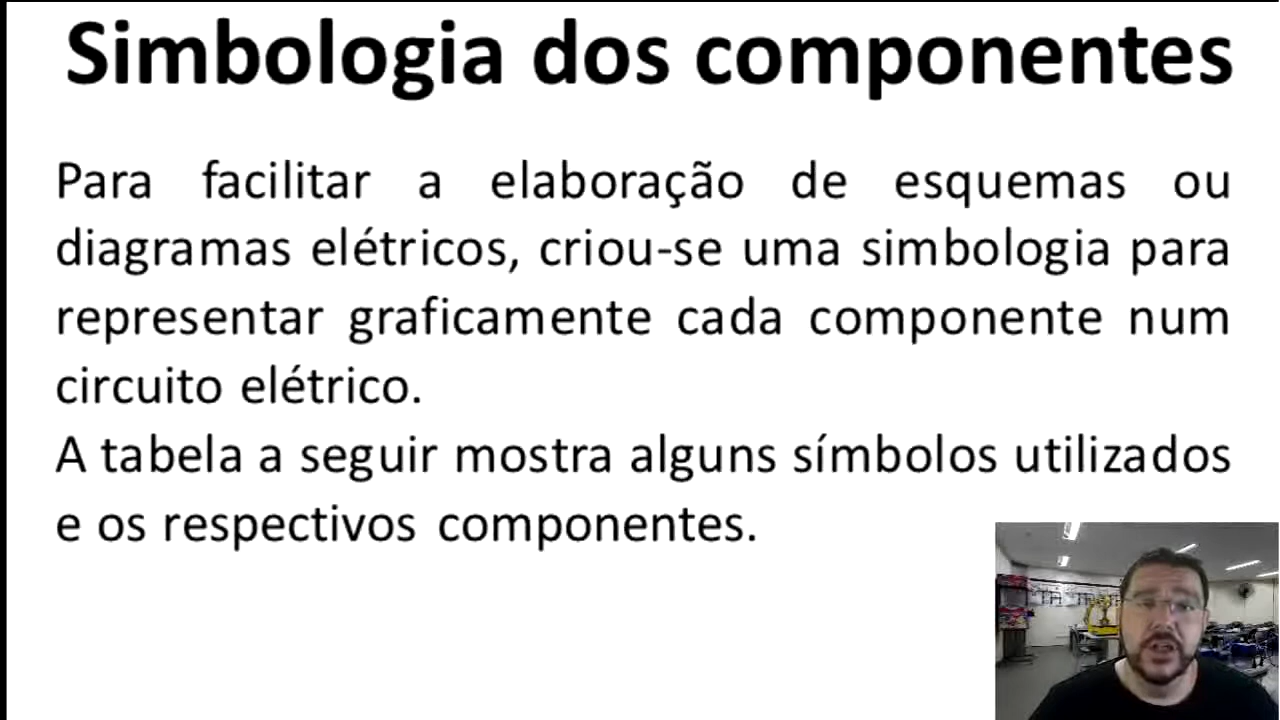 Simbologia dos componentes
Para facilitar a elaboração de esquemas ou
diagramas elétricos, criou-se uma simbologia para
representar graficamente cada componente num
circuito elétrico.
A tabela a seguir mostra alguns símbolos utilizados
e os respectivos componentes.